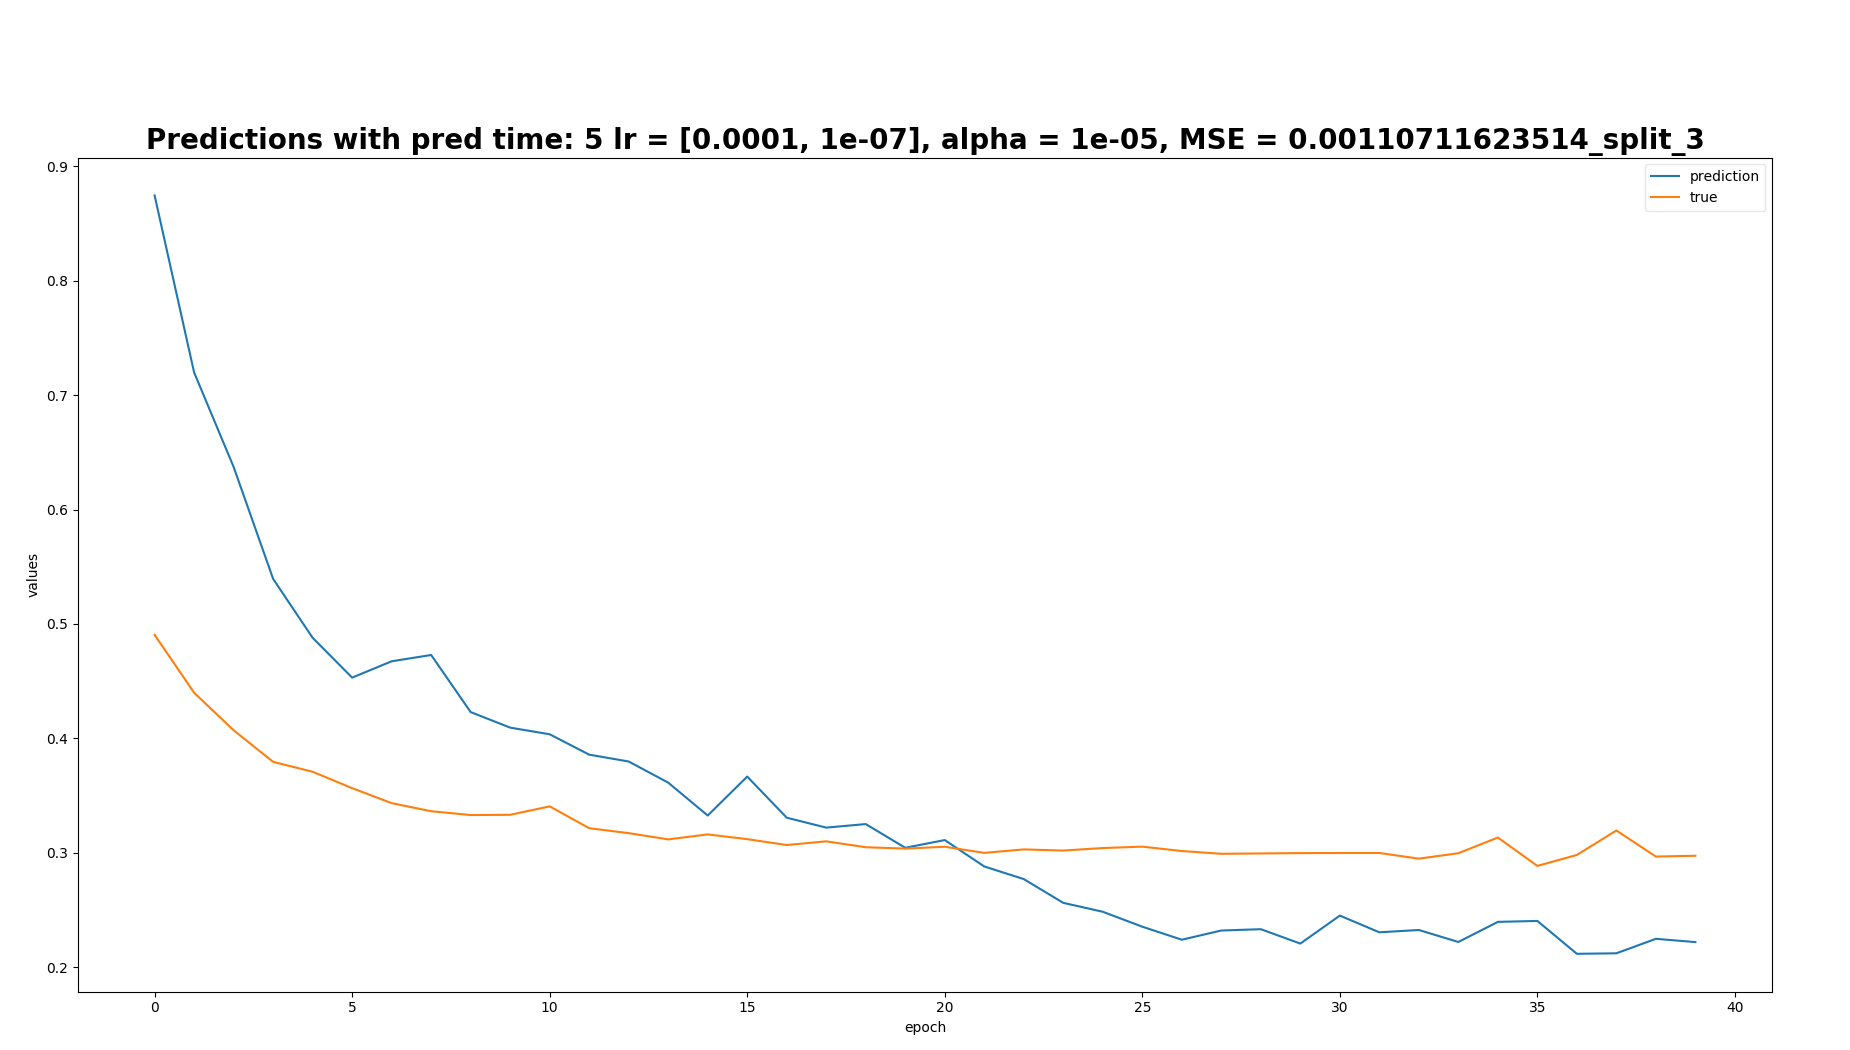 Predictions with pred time: 5 lr = [0.0001, 1e-07], alpha = 1e-05, MSE = 0.00110711623514_split_3
prediction
true
0.9
0.8
0.7
0.6
0.5
0.4
0.3
0.2
values
0 5 10 15 20 25 30 35 40
epoch